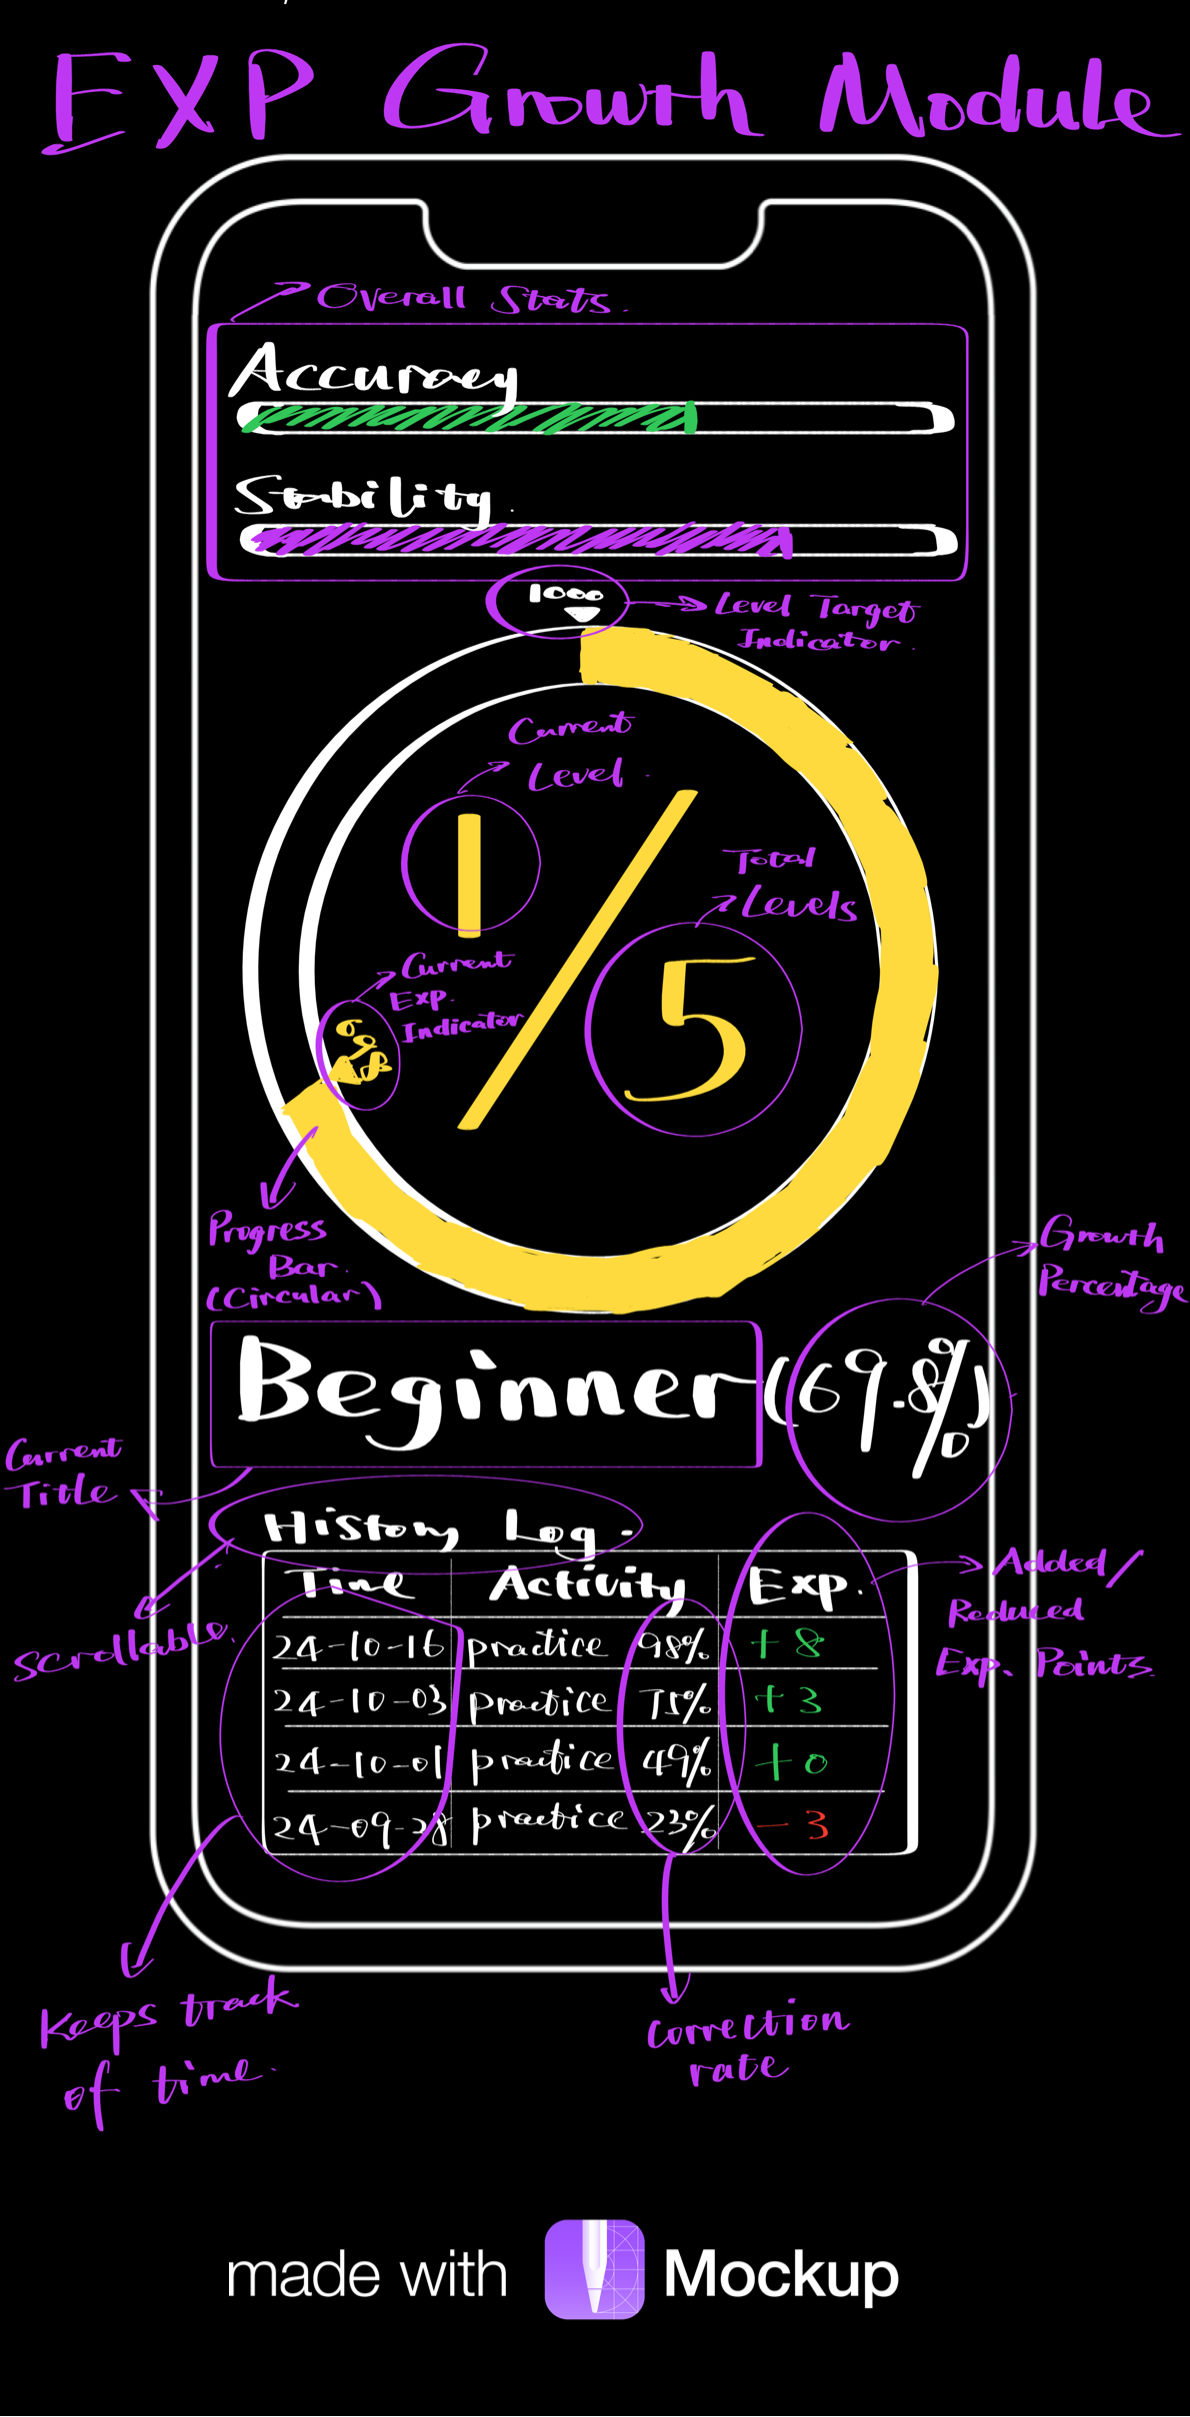 EXP Growth Module
Overall Stats.
Accuracy
Stability.
1000
Level Target
Indicator.
Current
Level.
1/5
Total
Levels
Current
Exp.
Indicator
698
Progress
Bar.
(Circular)
Growth
Percentage
Beginner (69.8%)
Current
Title
History Log.
Scrollable.
Time Activity Exp.
24-10-16 practice 98% +8
24-10-03 practice 75% +3
24-10-01 practice 49% +0
24-09-28 practice 23% -3
Added/
Reduced
Exp. Points.
Keeps track
of time.
Correction
rate
made with Mockup